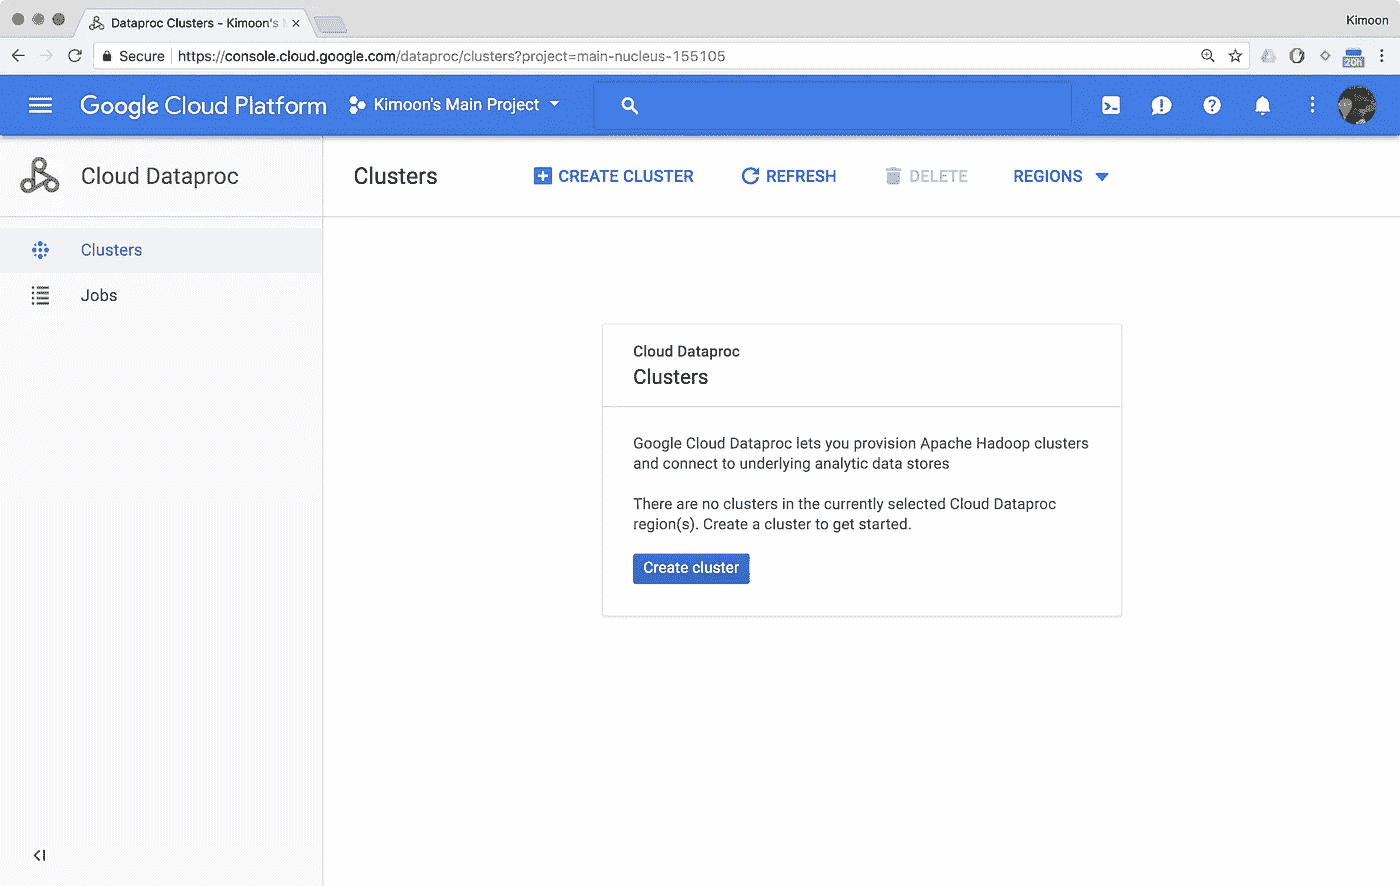 Dataproc Clusters - Kimoon's
Kimoon
Secure
https://console.cloud.google.com/dataproc/clusters?project=main-nucleus-155105
20h
Google Cloud Platform
Kimoon's Main Project
Cloud Dataproc
Clusters
CREATE CLUSTER
REFRESH
DELETE
REGIONS
Clusters
Jobs
Cloud Dataproc
Clusters
Google Cloud Dataproc lets you provision Apache Hadoop clusters
and connect to underlying analytic data stores
There are no clusters in the currently selected Cloud Dataproc
region(s). Create a cluster to get started.
Create cluster